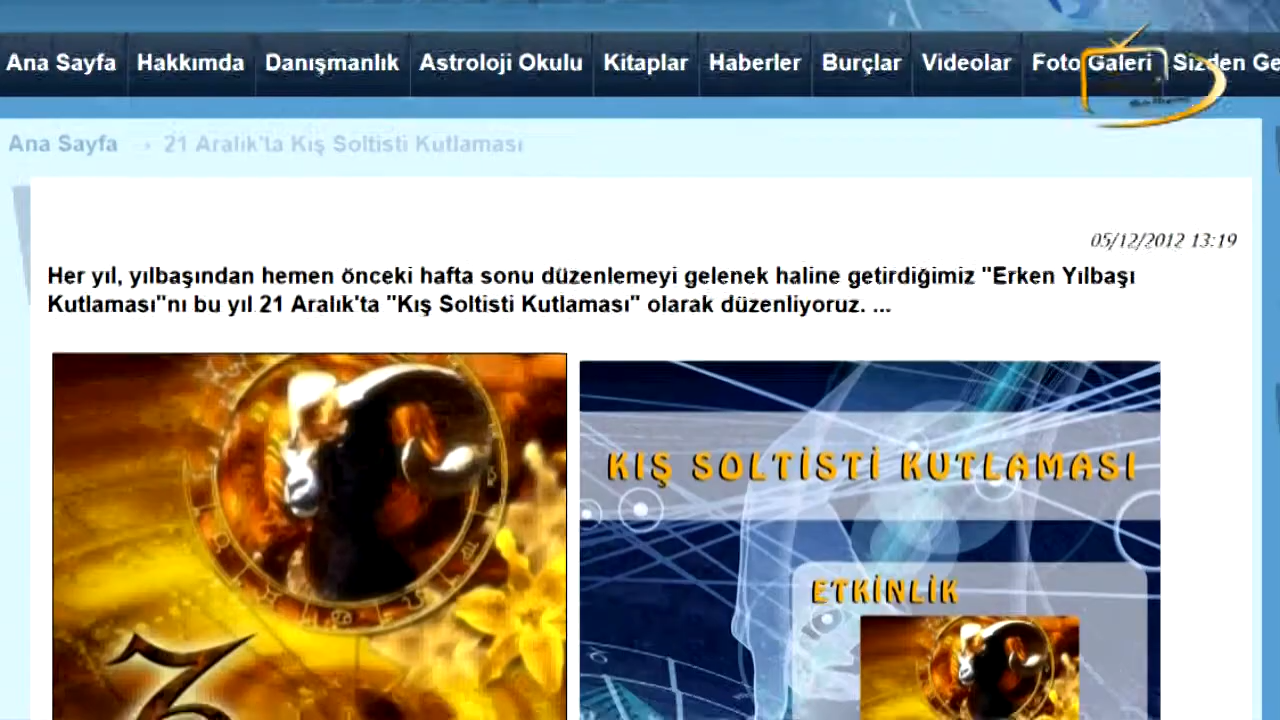 Ana Sayfa Hakkımda Danışmanlık Astroloji Okulu Kitaplar Haberler Burçlar Videolar Foto Galeri Sizden Ge
Ana Sayfa → 21 Aralık'ta Kış Soltisti Kutlaması
05/12/2012 13:19
Her yıl, yılbaşından hemen önceki hafta sonu düzenlemeyi gelenek haline getirdiğimiz "Erken Yılbaşı
Kutlaması"nı bu yıl 21 Aralık'ta "Kış Soltisti Kutlaması" olarak düzenliyoruz. ...
KIŞ SOLTİSTİ KUTLAMASI
ETKİNLİK